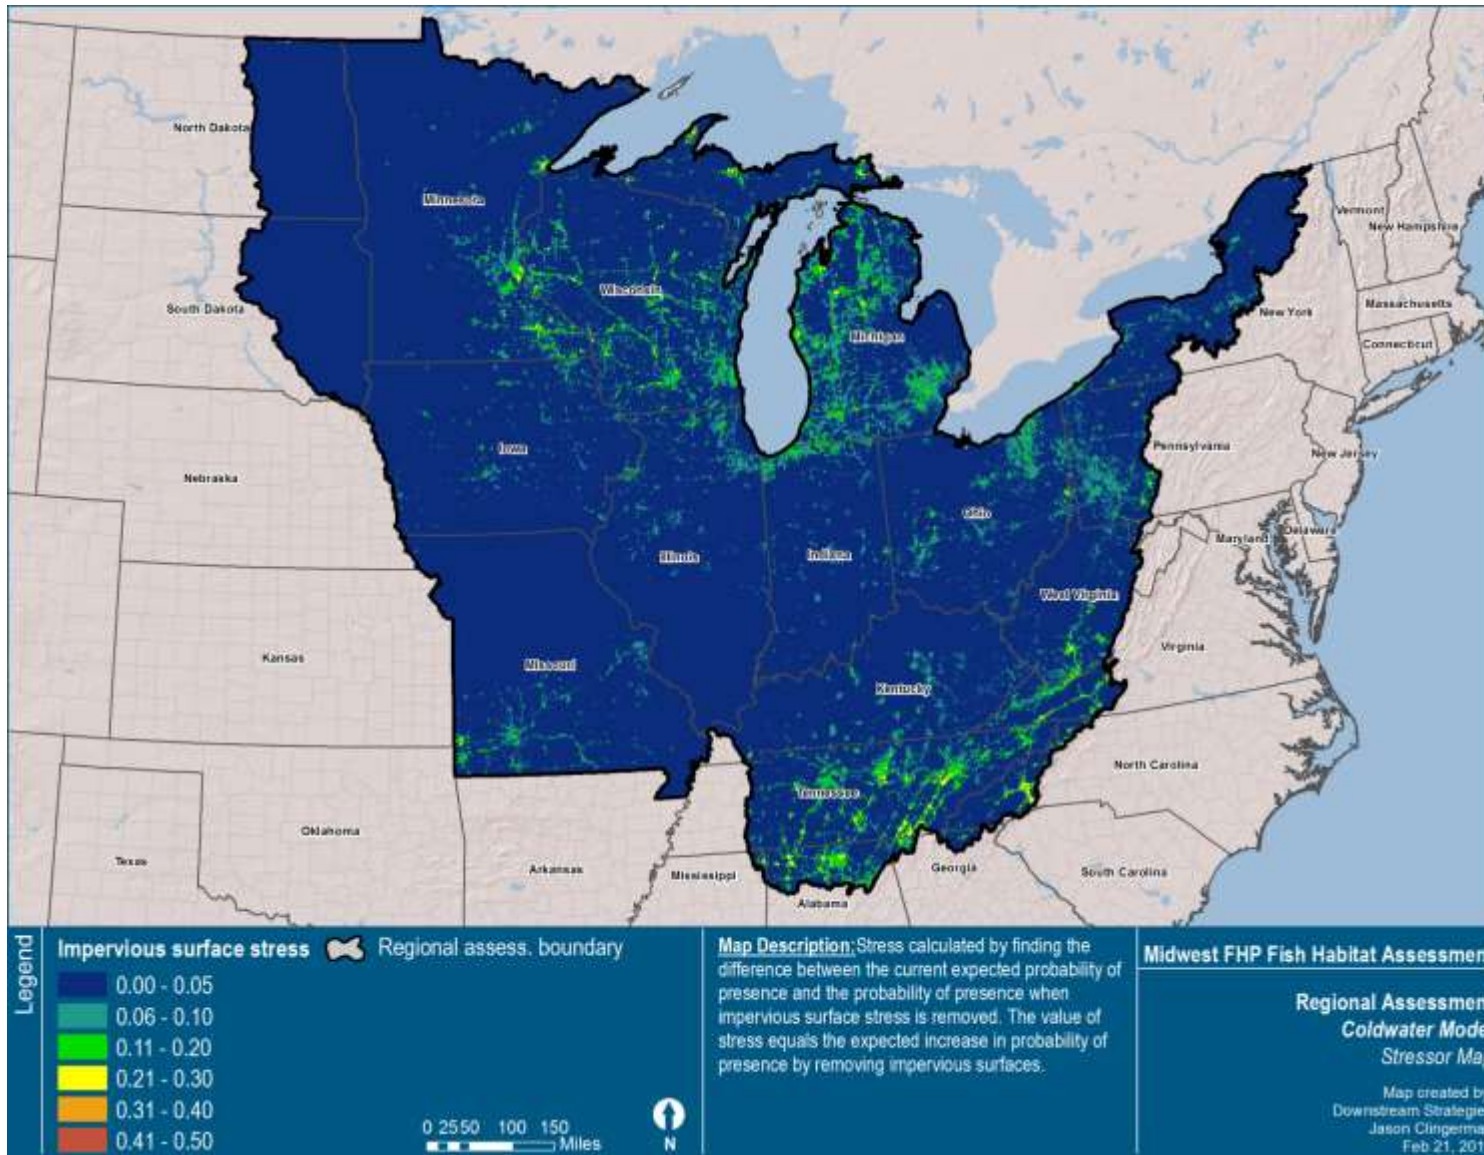 North Dakota
Minnesota
Vermont
New Hampshire
South Dakota
Wisconsin
Massachusetts
New York
Michigan
Connecticut
Iowa
Pennsylvania
New Jersey
Nebraska
Ohio
Maryland
Delaware
Illinois
Indiana
West Virginia
Kansas
Missouri
Virginia
Kentucky
North Carolina
Tennessee
Oklahoma
Texas
Arkansas
Mississippi
Georgia
South Carolina
Alabama
Legend
Impervious surface stress
Regional assess. boundary
0.00 - 0.05
0.06 - 0.10
0.11 - 0.20
0.21 - 0.30
0.31 - 0.40
0.41 - 0.50
0 25 50 100 150
Miles
N
Map Description: Stress calculated by finding the
difference between the current expected probability of
presence and the probability of presence when
impervious surface stress is removed. The value of
stress equals the expected increase in probability of
presence by removing impervious surfaces.
Midwest FHP Fish Habitat Assessmen
Regional Assessmen
Coldwater Mode
Stressor Ma
Map created b
Downstream Strategie
Jason Clingerma
Feb 21, 201